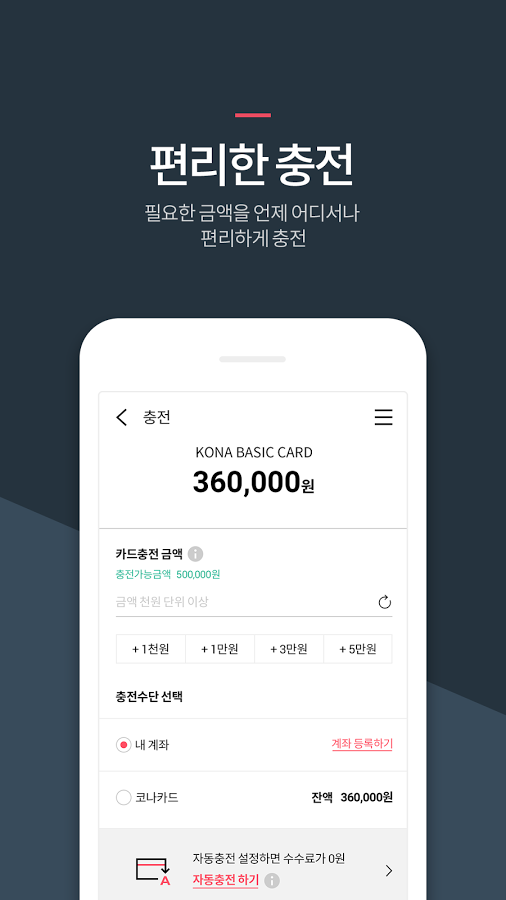 편리한 충전
필요한 금액을 언제 어디서나
편리하게 충전
충전
KONA BASIC CARD
360,000원
카드충전 금액
충전가능금액 500,000원
금액 천원 단위 이상
+ 1천원 + 1만원 + 3만원 + 5만원
충전수단 선택
내 계좌 계좌 등록하기
코나카드 잔액 360,000원
자동충전 설정하면 수수료가 0원
A 자동충전 하기